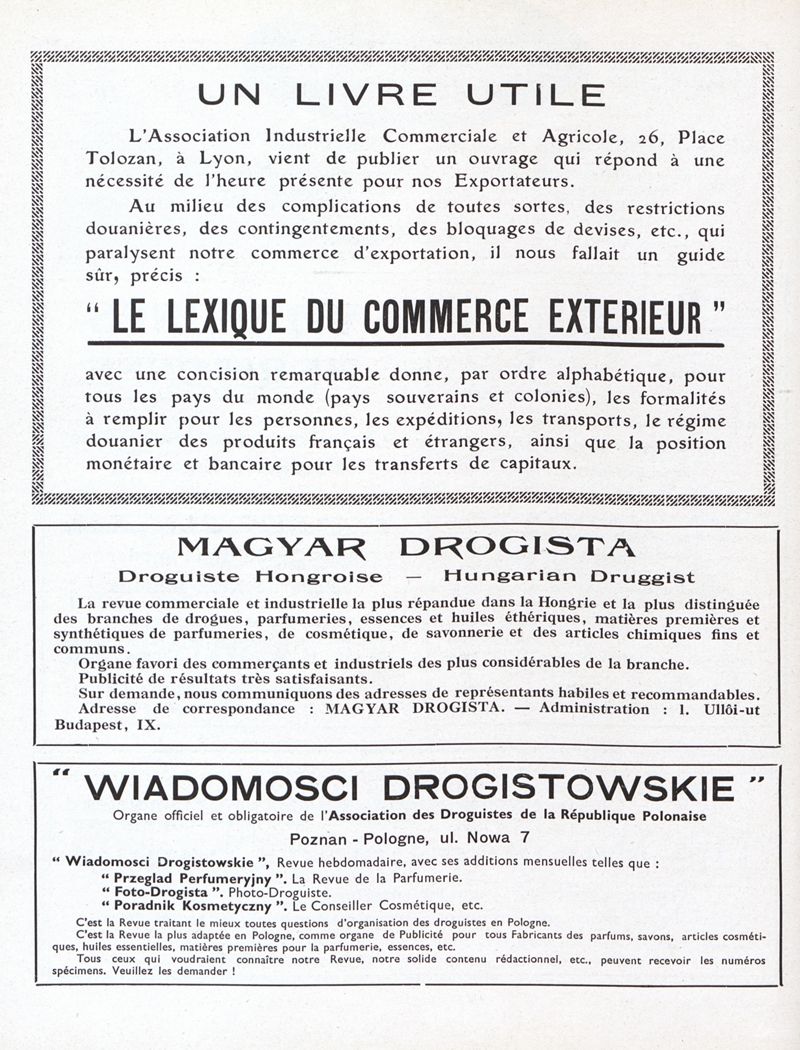 UN LIVRE UTILE
L'Association Industrielle Commerciale et Agricole, 26, Place
Tolozan, à Lyon, vient de publier un ouvrage qui répond à une
nécessité de l'heure présente pour nos Exportateurs.
Au milieu des complications de toutes sortes, des restrictions
douanières, des contingentements, des bloquages de devises, etc., qui
paralysent notre commerce d'exportation, il nous fallait un guide
sûr, précis :
“ LE LEXIQUE DU COMMERCE EXTERIEUR ”
avec une concision remarquable donne, par ordre alphabétique, pour
tous les pays du monde (pays souverains et colonies), les formalités
à remplir pour les personnes, les expéditions, les transports, le régime
douanier des produits français et étrangers, ainsi que la position
monétaire et bancaire pour les transferts de capitaux.
MAGYAR DROGISTA
Droguiste Hongroise — Hungarian Druggist
La revue commerciale et industrielle la plus répandue dans la Hongrie et la plus distinguée
des branches de drogues, parfumeries, essences et huiles éthériques, matières premières et
synthétiques de parfumeries, de cosmétique, de savonnerie et des articles chimiques fins et
communs.
Organe favori des commerçants et industriels des plus considérables de la branche.
Publicité de résultats très satisfaisants.
Sur demande, nous communiquons des adresses de représentants habiles et recommandables.
Adresse de correspondance : MAGYAR DROGISTA. — Administration : 1. Ullôi-ut
Budapest, IX.
“ WIADOMOSCI DROGISTOWSKIE ”
Organe officiel et obligatoire de l'Association des Droguistes de la République Polonaise
Poznan - Pologne, ul. Nowa 7
“ Wiadomosci Drogistowskie ”, Revue hebdomadaire, avec ses additions mensuelles telles que :
“ Przeglad Perfumeryjny ”. La Revue de la Parfumerie.
“ Foto-Drogista ”. Photo-Droguiste.
“ Poradnik Kosmetyczny ”. Le Conseiller Cosmétique, etc.
C'est la Revue traitant le mieux toutes questions d'organisation des droguistes en Pologne.
C'est la Revue la plus adaptée en Pologne, comme organe de Publicité pour tous Fabricants des parfums, savons, articles cosméti-
ques, huiles essentielles, matières premières pour la parfumerie, essences, etc.
Tous ceux qui voudraient connaître notre Revue, notre solide contenu rédactionnel, etc., peuvent recevoir les numéros
spécimens. Veuillez les demander !